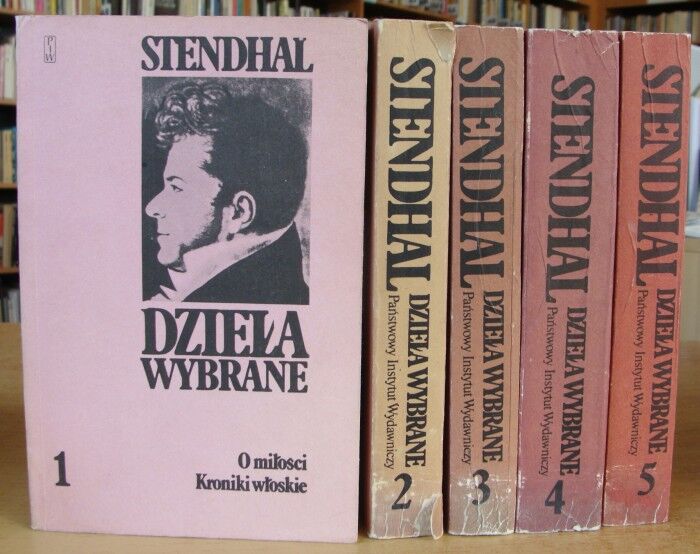 PIW
STENDHAL
DZIEŁA
WYBRANE
1
O miłości
Kroniki włoskie
STENDHAL
DZIEŁA WYBRANE
Państwowy Instytut Wydawniczy
2
STENDHAL
DZIEŁA WYBRANE
Państwowy Instytut Wydawniczy
3
STENDHAL
DZIEŁA WYBRANE
Państwowy Instytut Wydawniczy
4
STENDHAL
DZIEŁA WYBRANE
Państwowy Instytut Wydawniczy
5